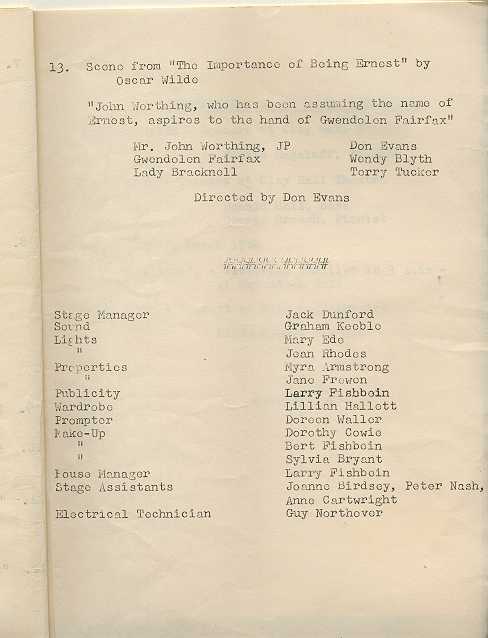 13. Scene from "The Importance of Being Ernest" by
Oscar Wilde
"John Worthing, who has been assuming the name of
Ernest, aspires to the hand of Gwendolen Fairfax"
Mr. John Worthing, JP Don Evans
Gwendolen Fairfax Wendy Blyth
Lady Bracknell Terry Tucker
Directed by Don Evans
Stage Manager Jack Dunford
Sound Graham Keeble
Lights Mary Ede
" Jean Rhodes
Properties Myra Armstrong
" Jane Frewen
Publicity Larry Fishbein
Wardrobe Lillian Hallett
Prompter Doreen Waller
Make-Up Dorothy Cowie
" Bert Fishbein
" Sylvia Bryant
House Manager Larry Fishbein
Stage Assistants Joanne Birdsey, Peter Nash,
Anne Cartwright
Electrical Technician Guy Northover